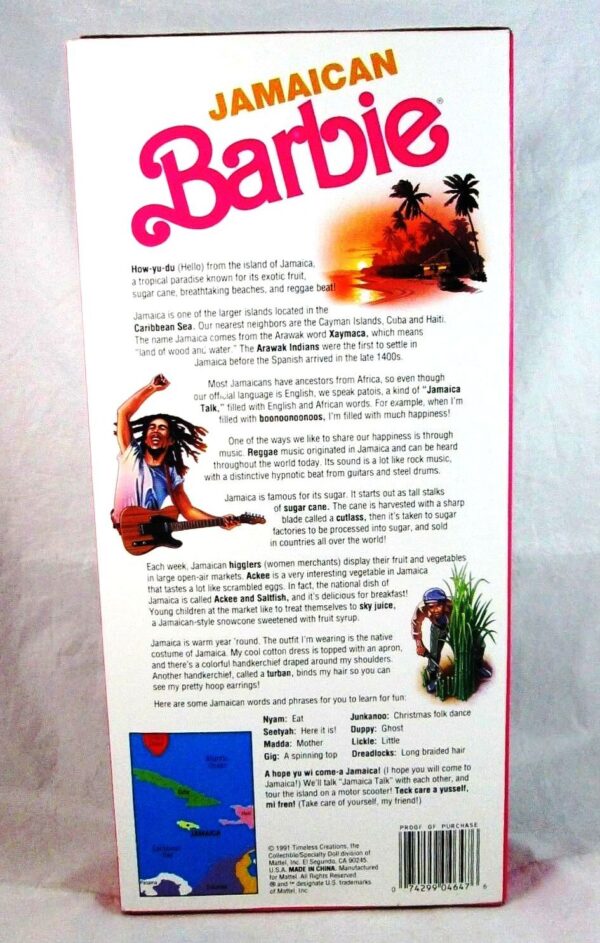 JAMAICAN
Barbie®
How-yu-du (Hello) from the island of Jamaica,
a tropical paradise known for its exotic fruit,
sugar cane, breathtaking beaches, and reggae beat!
Jamaica is one of the larger islands located in the
Caribbean Sea. Our nearest neighbors are the Cayman Islands, Cuba and Haiti.
The name Jamaica comes from the Arawak word Xaymaca, which means
"land of wood and water." The Arawak Indians were the first to settle in
Jamaica before the Spanish arrived in the late 1400s.
Most Jamaicans have ancestors from Africa, so even though
our official language is English, we speak patois, a kind of "Jamaica
Talk," filled with English and African words. For example, when I'm
filled with boonoonoonoos, I'm filled with much happiness!
One of the ways we like to share our happiness is through
music. Reggae music originated in Jamaica and can be heard
throughout the world today. Its sound is a lot like rock music,
with a distinctive hypnotic beat from guitars and steel drums.
Jamaica is famous for its sugar. It starts out as tall stalks
of sugar cane. The cane is harvested with a sharp
blade called a cutlass, then it's taken to sugar
factories to be processed into sugar, and sold
in countries all over the world!
Each week, Jamaican higglers (women merchants) display their fruit and vegetables
in large open-air markets. Ackee is a very interesting vegetable in Jamaica
that tastes a lot like scrambled eggs. In fact, the national dish of
Jamaica is called Ackee and Saltfish, and it's delicious for breakfast!
Young children at the market like to treat themselves to sky juice,
a Jamaican-style snowcone sweetened with fruit syrup.
Jamaica is warm year 'round. The outfit I'm wearing is the native
costume of Jamaica. My cool cotton dress is topped with an apron,
and there's a colorful handkerchief draped around my shoulders.
Another handkerchief, called a turban, binds my hair so you can
see my pretty hoop earrings!
Here are some Jamaican words and phrases for you to learn for fun:
Nyam: Eat
Seetyah: Here it is!
Madda: Mother
Gig: A spinning top
Junkanoo: Christmas folk dance
Duppy: Ghost
Lickle: Little
Dreadlocks: Long braided hair
A hope yu wi come-a Jamaica! (I hope you will come to
Jamaica!) We'll talk "Jamaica Talk" with each other, and
tour the island on a motor scooter! Teck care a yusself,
mi fren! (Take care of yourself, my friend!)
Atlantic
Ocean
Cuba
Haiti
JAMAICA
Caribbean
Sea
Panama
© 1991 Timeless Creations, the
Collectible/Specialty Doll division of
Mattel, Inc. El Segundo, CA 90245.
U.S.A. MADE IN CHINA. Manufactured
for Mattel. All Rights Reserved.
® and ™ designate U.S. trademarks
of Mattel, Inc.
PROOF OF PURCHASE
0 74299 04647 6